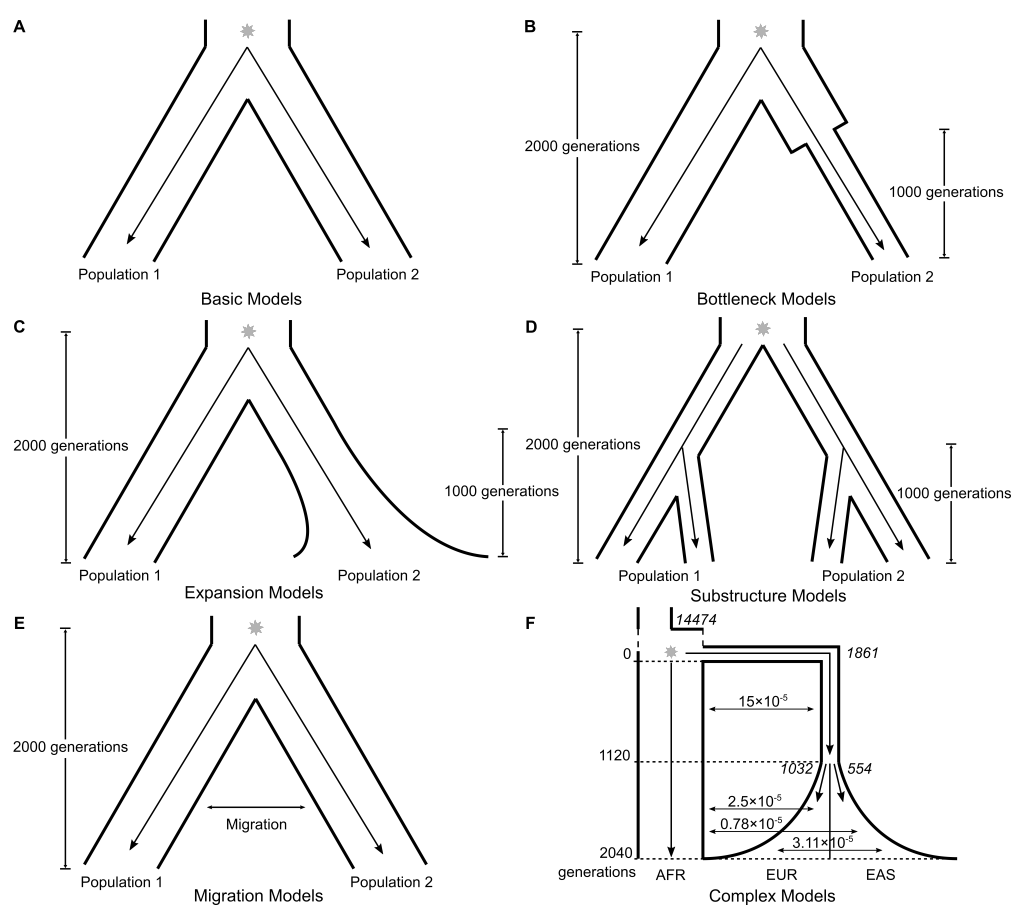 A
Population 1
Population 2
Basic Models
B
2000 generations
1000 generations
Population 1
Population 2
Bottleneck Models
C
2000 generations
1000 generations
Population 1
Population 2
Expansion Models
D
2000 generations
1000 generations
Population 1
Population 2
Substructure Models
E
2000 generations
Migration
Population 1
Population 2
Migration Models
F
14474
0
1861
15×10-5
1120
1032
554
2.5×10-5
0.78×10-5
3.11×10-5
2040
generations
AFR
EUR
EAS
Complex Models